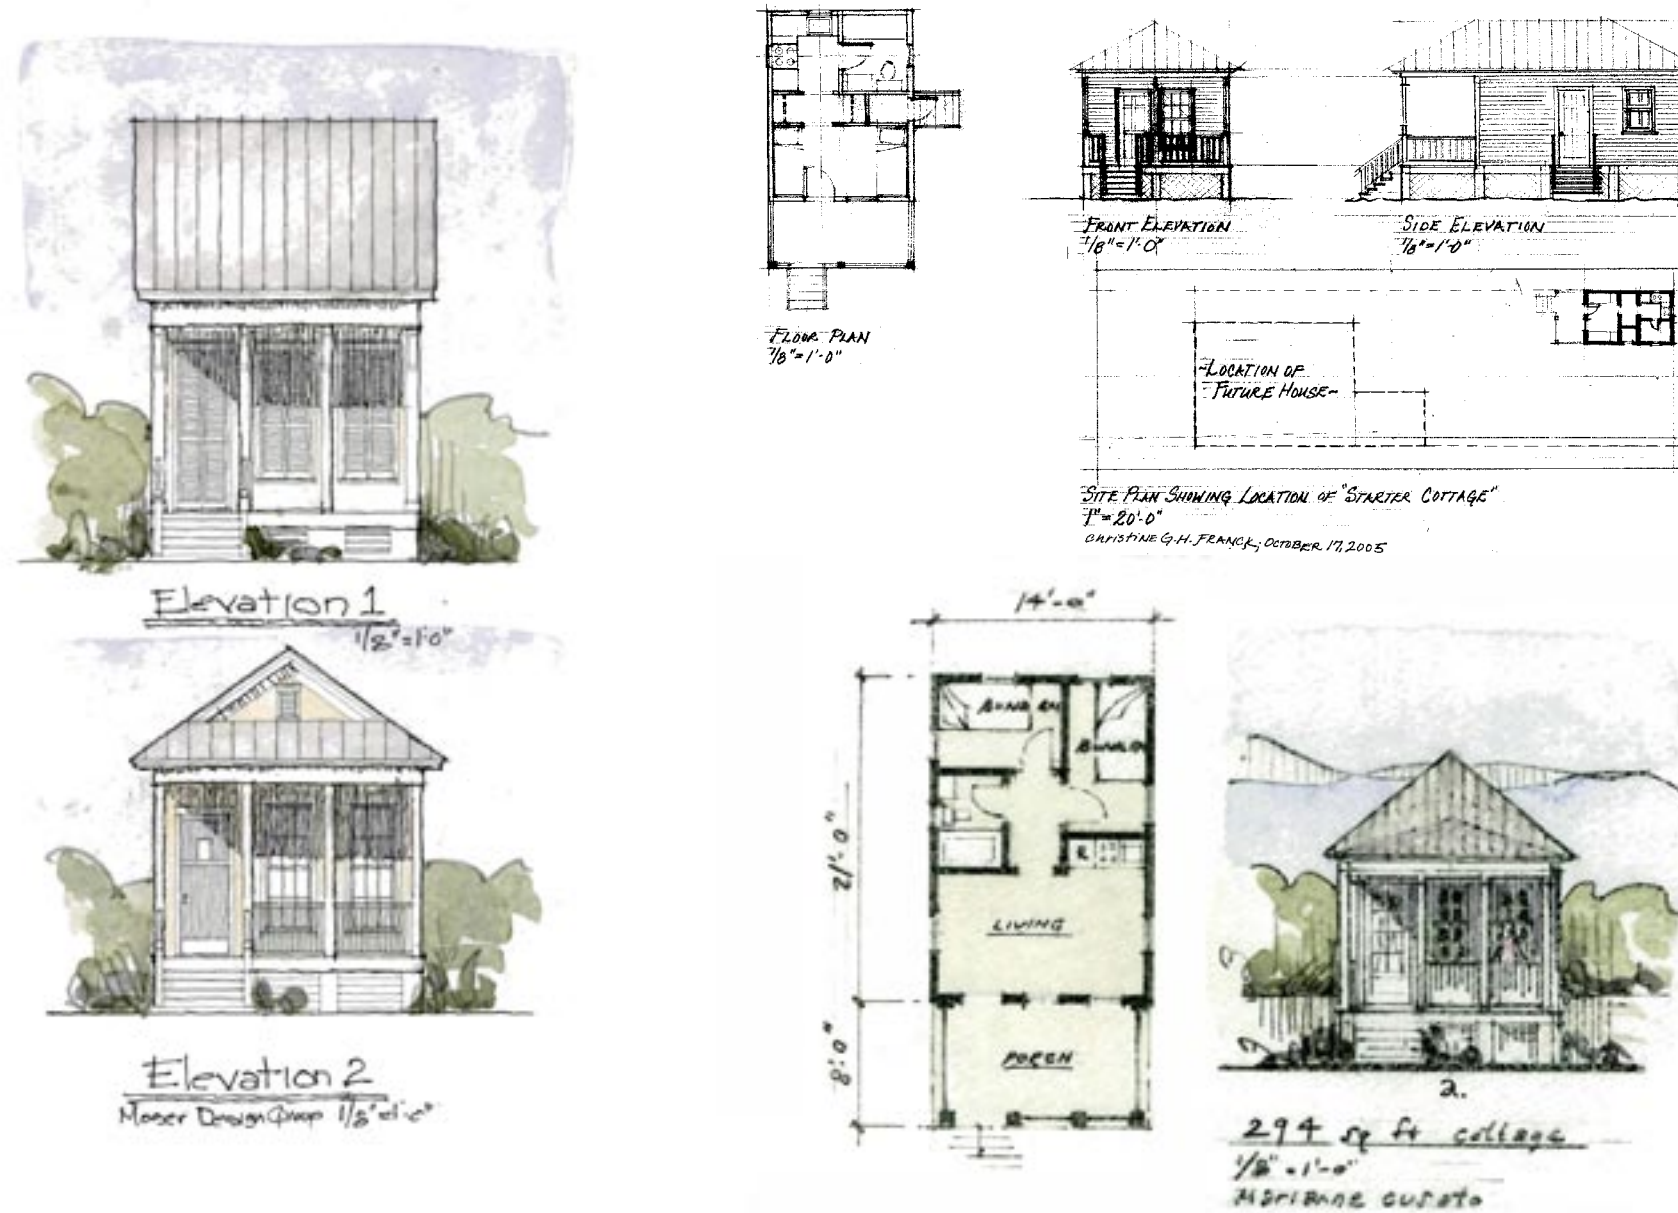 Elevation 1
1/8"=1'-0"
Elevation 2
Moser Design Group 1/8"=1'-0"
FLOOR PLAN
1/8"=1'-0"
FRONT ELEVATION
1/8"=1'-0"
SIDE ELEVATION
1/8"=1'-0"
~LOCATION OF
FUTURE HOUSE~
SITE PLAN SHOWING LOCATION OF "STARTER COTTAGE"
1"=20'-0"
CHRISTINE G.H. FRANCK, OCTOBER 17, 2005
14'-0"
21'-0"
8'-0"
BUNK RM
R
LIVING
PORCH
2.
294 sq ft cottage
1/8"=1'-0"
Marianne Cusato